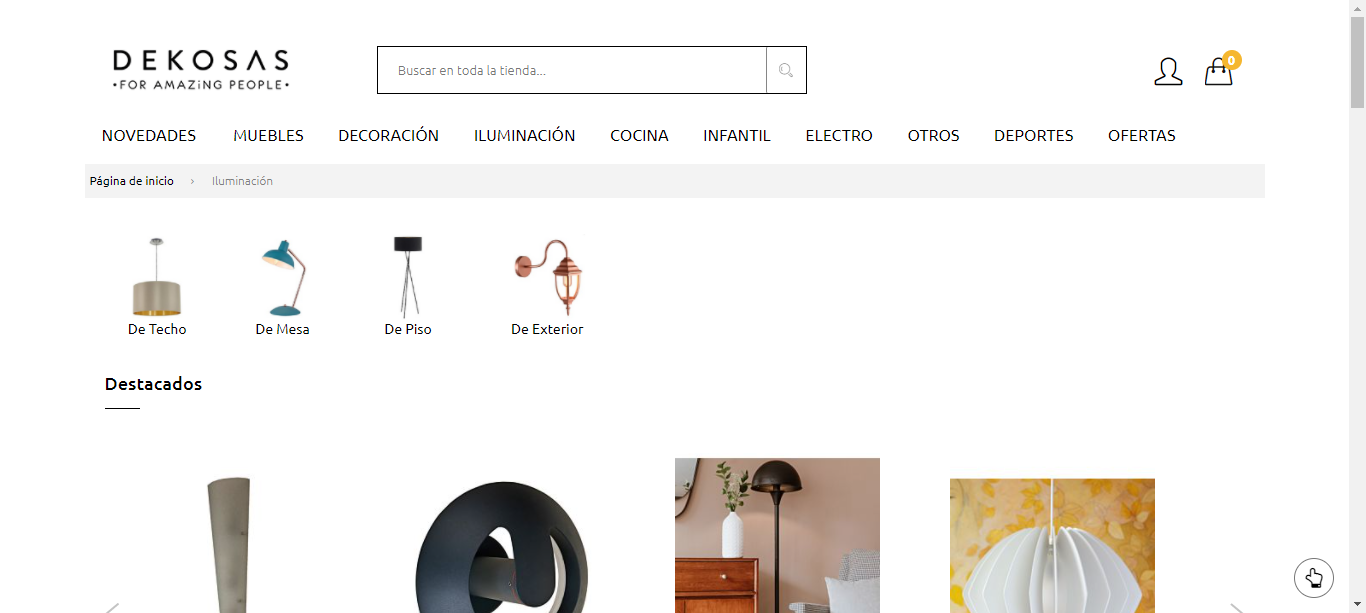 DEKOSAS
·FOR AMAZiNG PEOPLE·
Buscar en toda la tienda...
0
NOVEDADES MUEBLES DECORACIÓN ILUMINACIÓN COCINA INFANTIL ELECTRO OTROS DEPORTES OFERTAS
Página de inicio › Iluminación
De Techo De Mesa De Piso De Exterior
Destacados